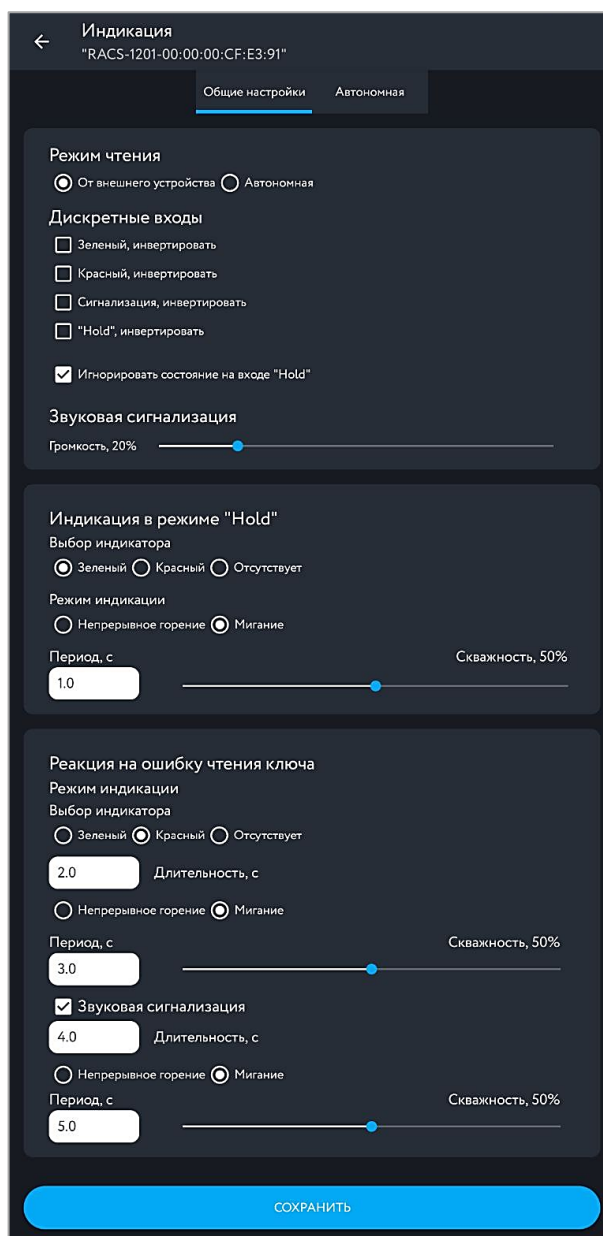 Индикация
"RACS-1201-00:00:00:CF:E3:91"
Общие настройки Автономная
Режим чтения
От внешнего устройства Автономная
Дискретные входы
Зеленый, инвертировать
Красный, инвертировать
Сигнализация, инвертировать
"Hold", инвертировать
Игнорировать состояние на входе "Hold"
Звуковая сигнализация
Громкость, 20%
Индикация в режиме "Hold"
Выбор индикатора
Зеленый Красный Отсутствует
Режим индикации
Непрерывное горение Мигание
Период, с Скважность, 50%
1.0
Реакция на ошибку чтения ключа
Режим индикации
Выбор индикатора
Зеленый Красный Отсутствует
2.0 Длительность, с
Непрерывное горение Мигание
Период, с Скважность, 50%
3.0
Звуковая сигнализация
4.0 Длительность, с
Непрерывное горение Мигание
Период, с Скважность, 50%
5.0
СОХРАНИТЬ